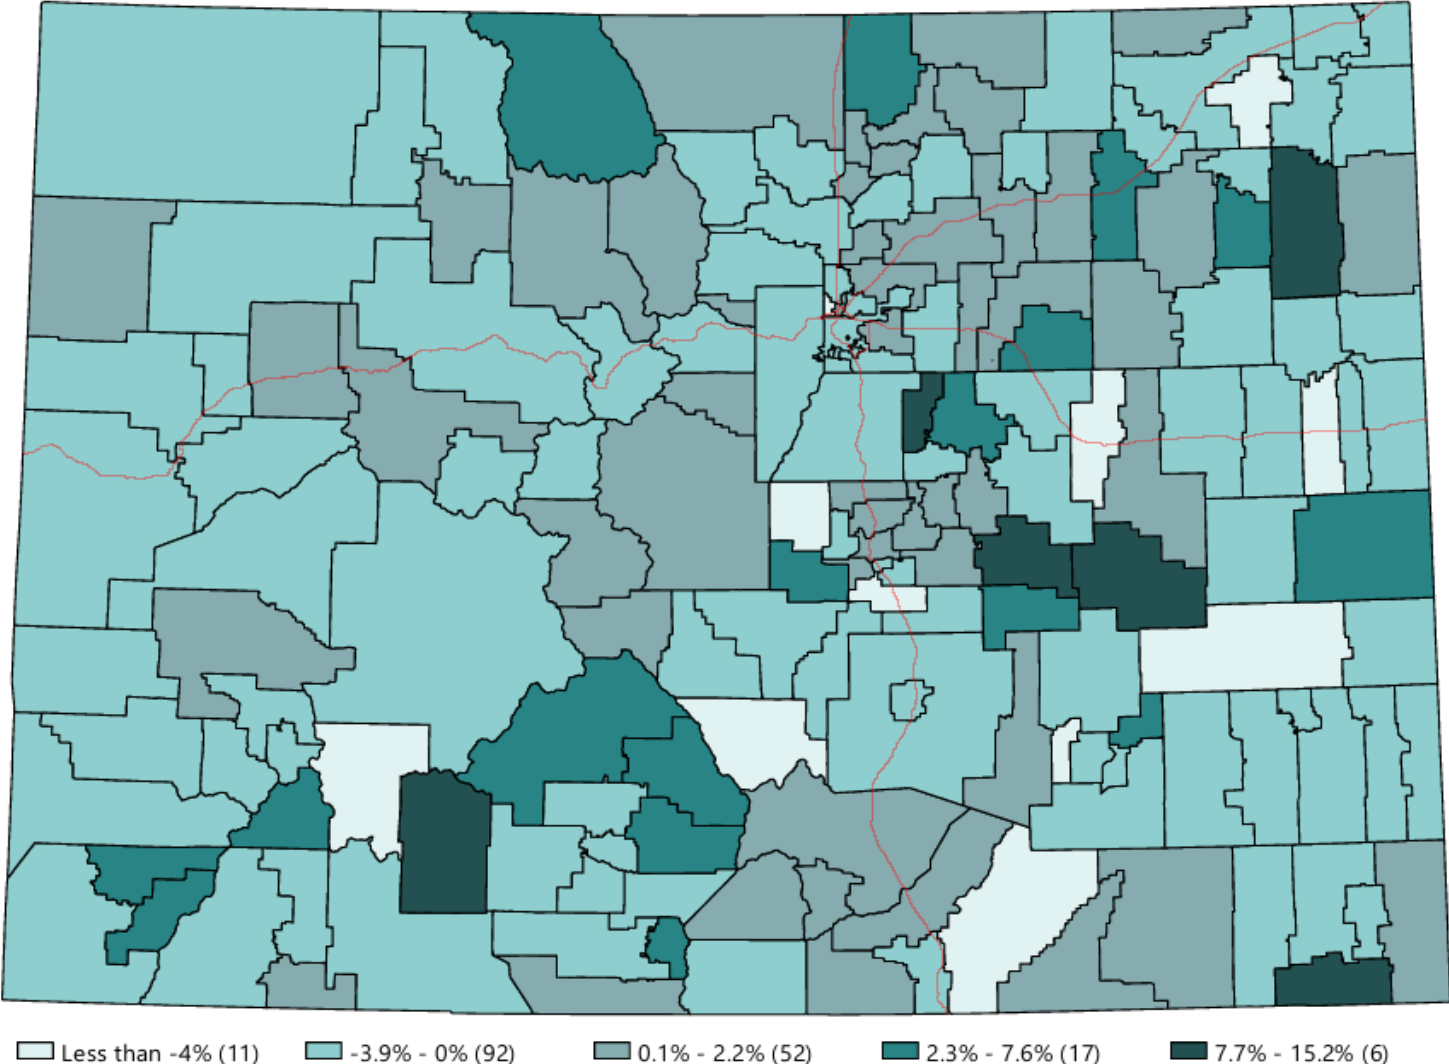 Less than -4% (11)   -3.9% - 0% (92)   0.1% - 2.2% (52)   2.3% - 7.6% (17)   7.7% - 15.2% (6)